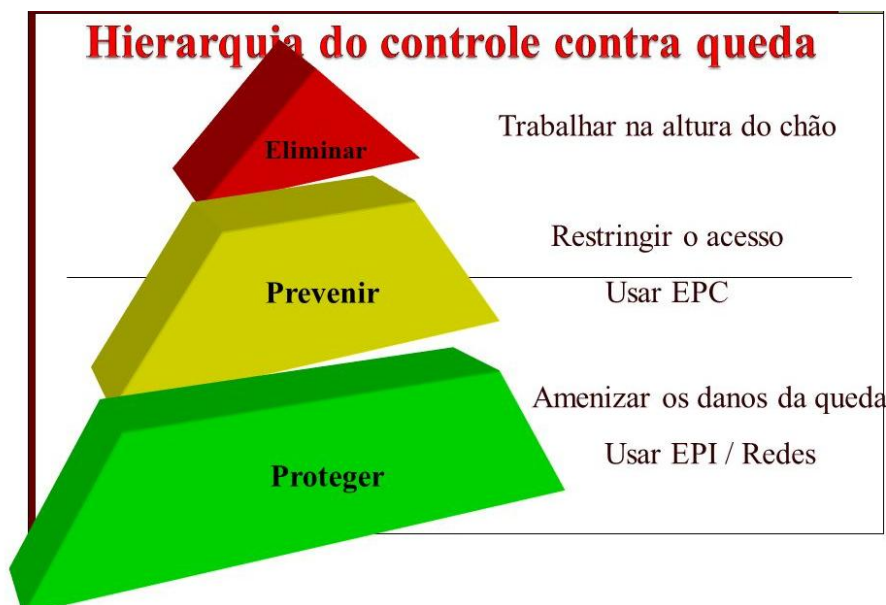 Hierarquia do controle contra queda
Eliminar
Trabalhar na altura do chão
Restringir o acesso
Prevenir
Usar EPC
Amenizar os danos da queda
Proteger
Usar EPI / Redes